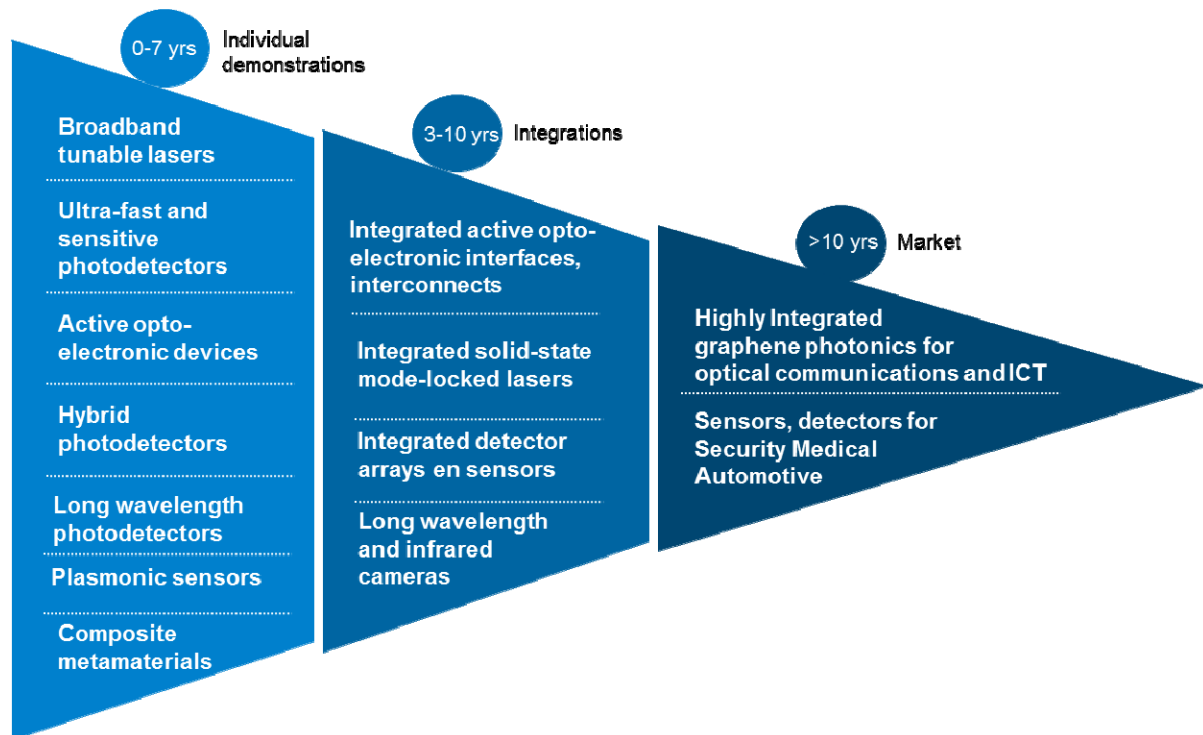 0-7 yrs
Individual
demonstrations
Broadband
tunable lasers
Ultra-fast and
sensitive
photodetectors
Active opto-
electronic devices
Hybrid
photodetectors
Long wavelength
photodetectors
Plasmonic sensors
Composite
metamaterials
3-10 yrs
Integrations
Integrated active opto-
electronic interfaces,
interconnects
Integrated solid-state
mode-locked lasers
Integrated detector
arrays en sensors
Long wavelength
and infrared
cameras
>10 yrs
Market
Highly Integrated
graphene photonics for
optical communications and ICT
Sensors, detectors for
Security Medical
Automotive